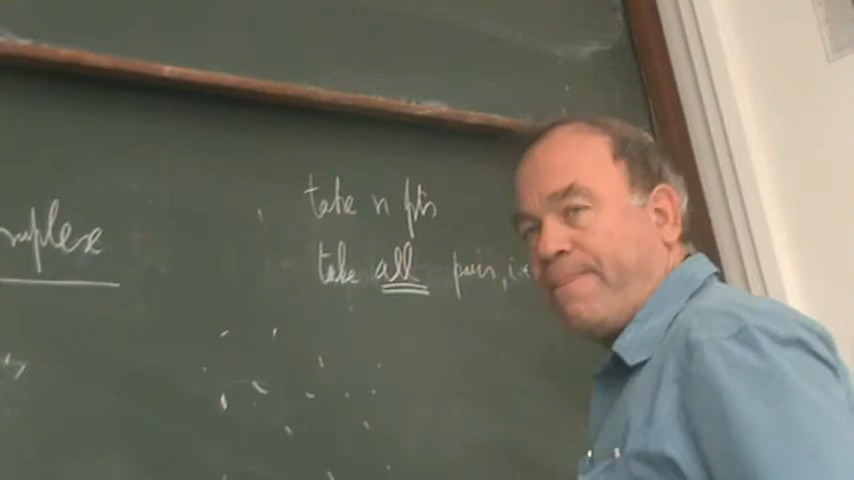 take n pts
take all pairs, i.e
mplex